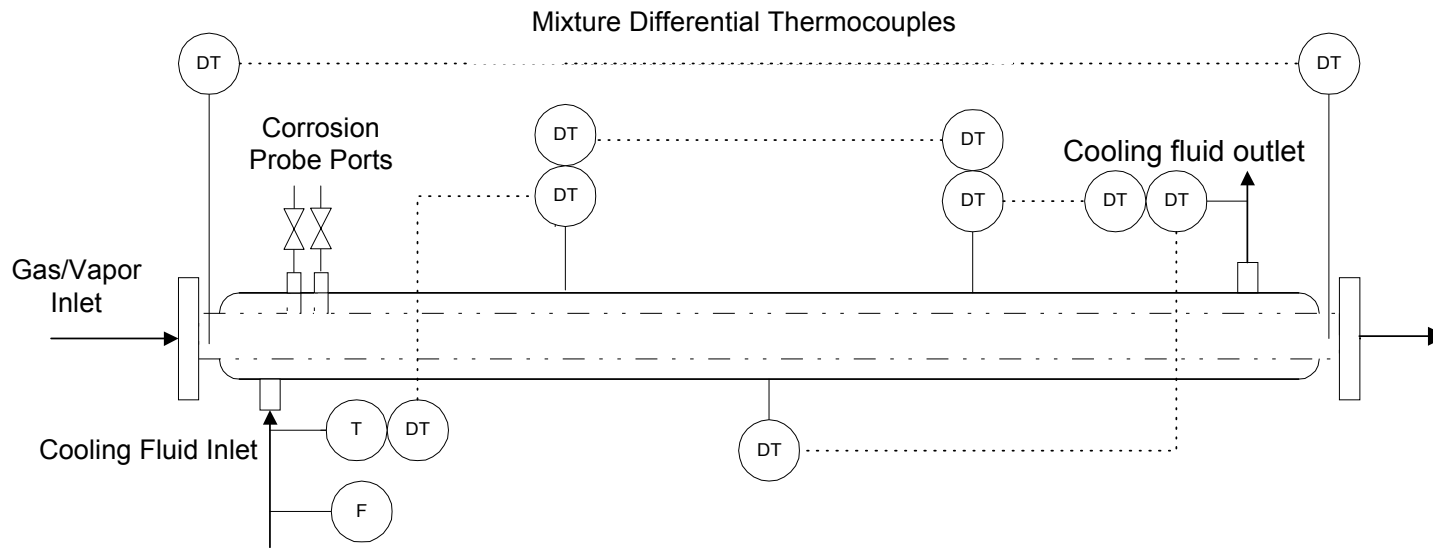 Mixture Differential Thermocouples
DT
DT
Corrosion
Probe Ports
DT
DT
DT
DT
Cooling fluid outlet
DT
DT
Gas/Vapor
Inlet
Cooling Fluid Inlet
T
DT
DT
F